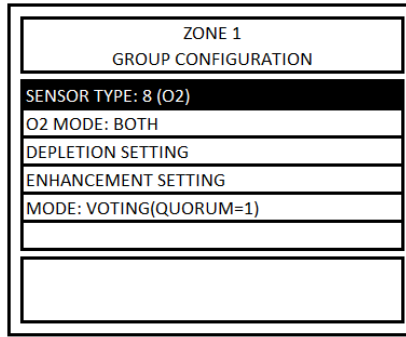 ZONE 1
GROUP CONFIGURATION
SENSOR TYPE: 8 (O2)
O2 MODE: BOTH
DEPLETION SETTING
ENHANCEMENT SETTING
MODE: VOTING(QUORUM=1)